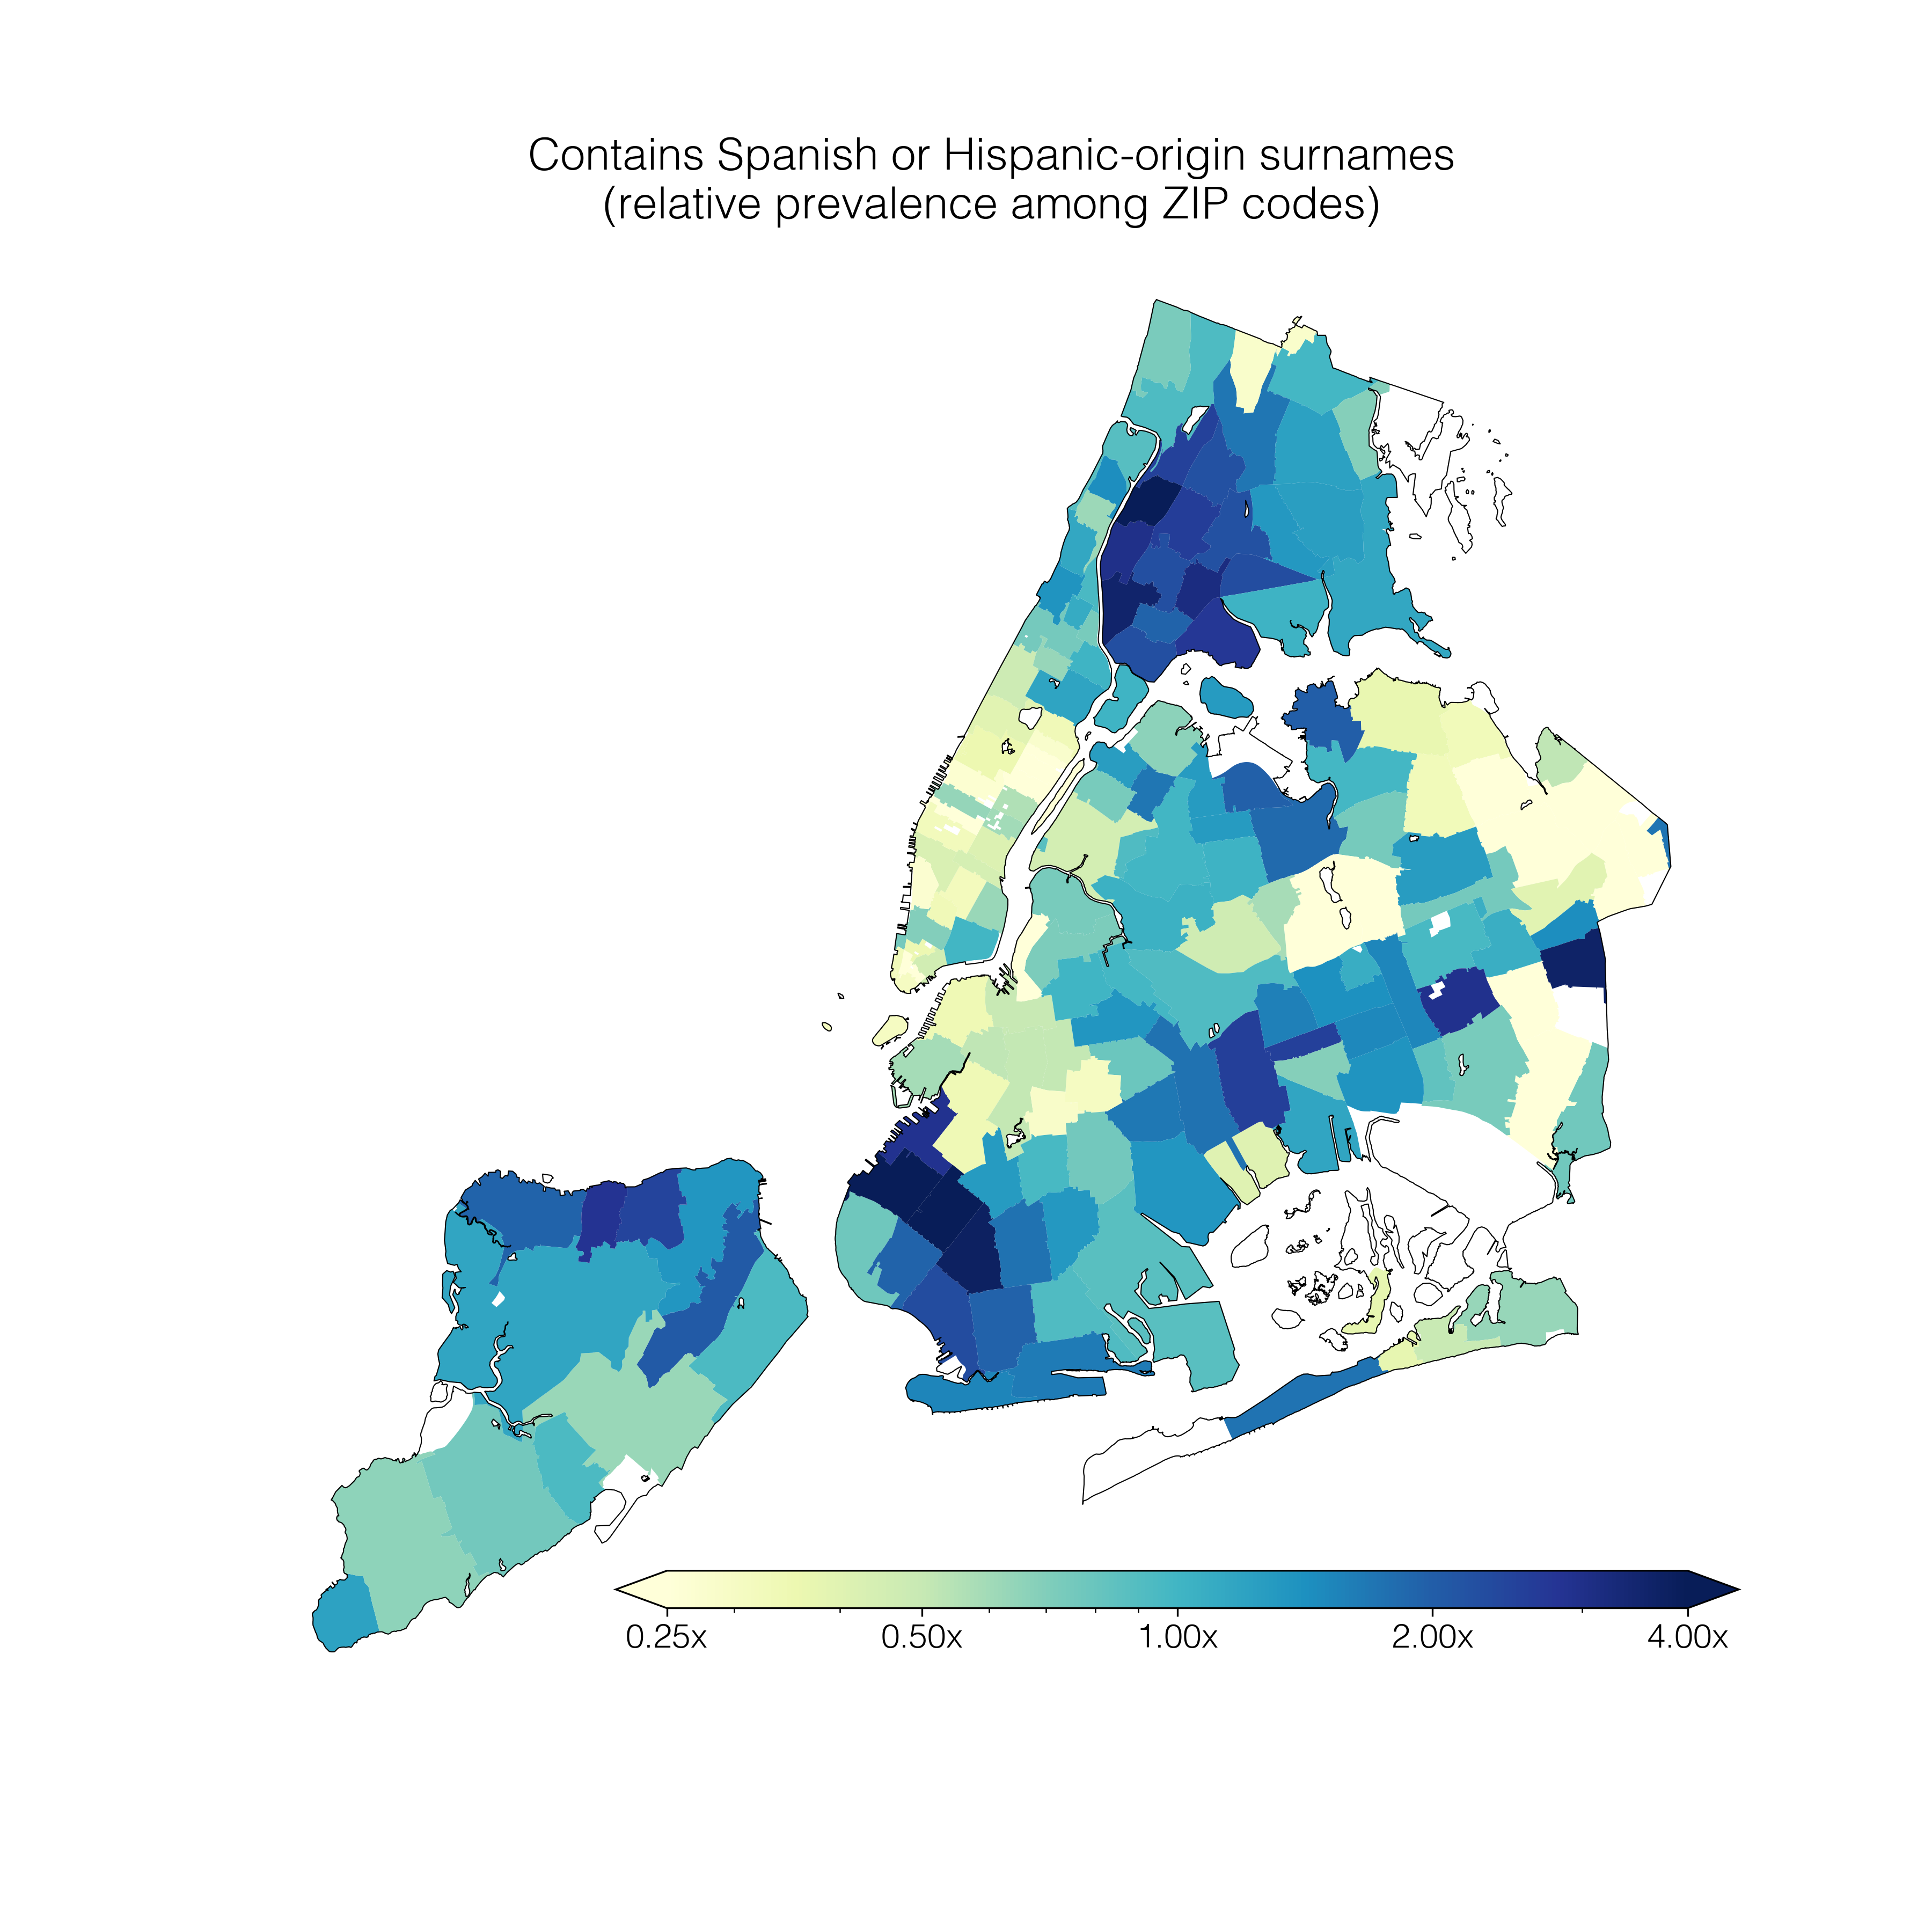 Contains Spanish or Hispanic-origin surnames
(relative prevalence among ZIP codes)
0.25x 0.50x 1.00x 2.00x 4.00x